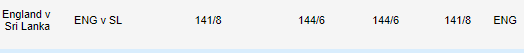 England v
Sri Lanka
ENG v SL 141/8 144/6 144/6 141/8 ENG